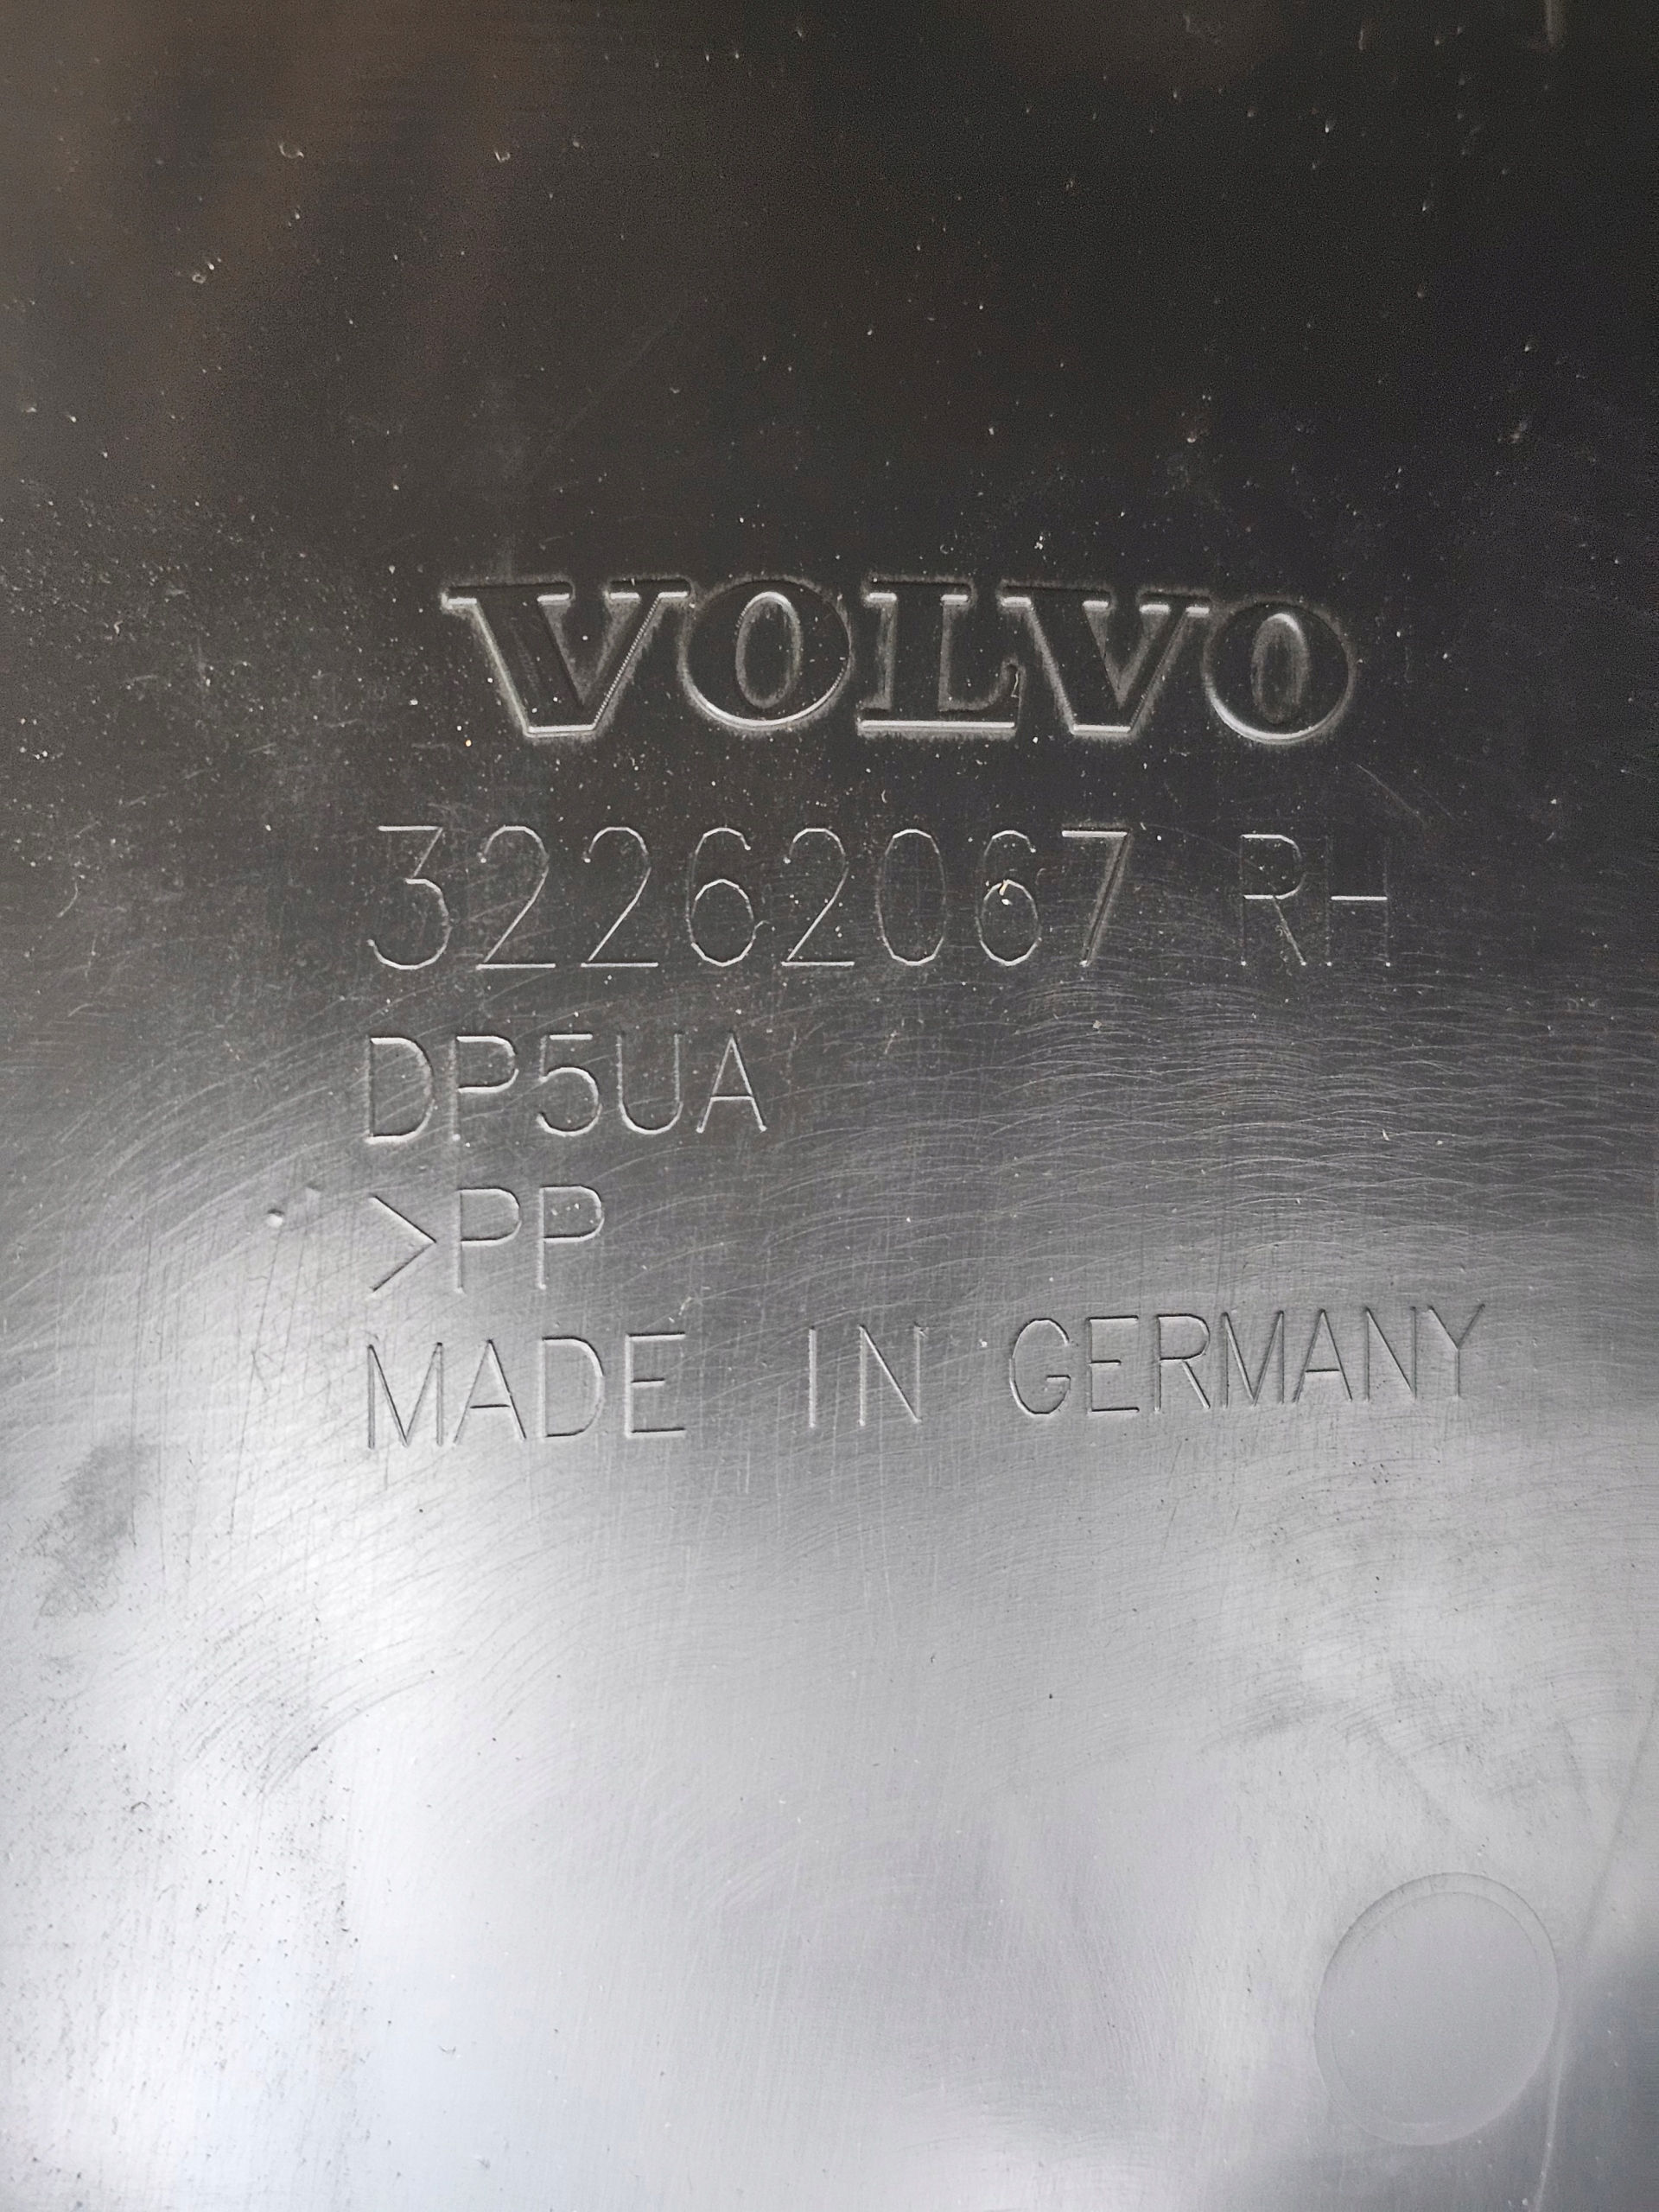 VOLVO
32262067 RH
DP5UA
>PP
MADE IN GERMANY